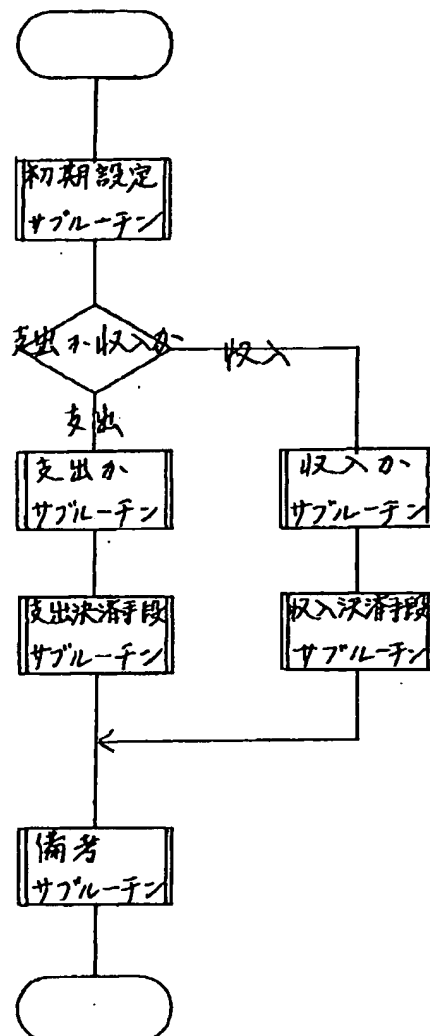 初期設定
サブルーチン
支出か収入か
収入
支出
支出か
サブルーチン
収入か
サブルーチン
支出決済手段
サブルーチン
収入決済手段
サブルーチン
備考
サブルーチン